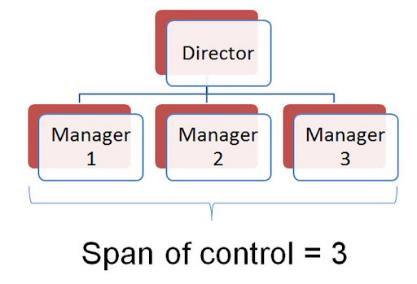 Director
Manager
1
Manager
2
Manager
3
Span of control = 3